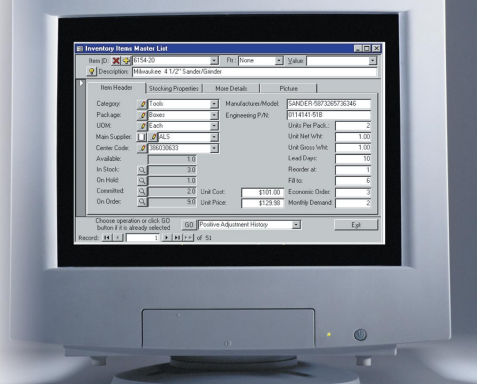 Inventory Items Master List
Item ID: 6154-20 Fltr: None Value:
Description: Milwaukee 4 1/2" Sander/Grinder
Item Header Stocking Properties More Details Picture
Category: Tools Manufacturer/Model: SANDER-5873265736346
Package: Boxes Engineering P/N: 0114141-51B
UOM: Each Units Per Pack.: 2
Main Supplier: ALS Unit Net Wht: 1.00
Center Code: 386030633 Unit Gross Wht: 1.00
Available: 1.0 Lead Days: 10
In Stock: 3.0 Reorder at: 1
On Hold: 1.0 Fill to: 6
Committed: 2.0 Unit Cost: $101.00 Economic Order: 3
On Order: 9.0 Unit Price: $129.98 Monthly Demand: 2
Choose operation or click GO
button if it is already selected GO Positive Adjustment History Exit
Record: 1 of 51